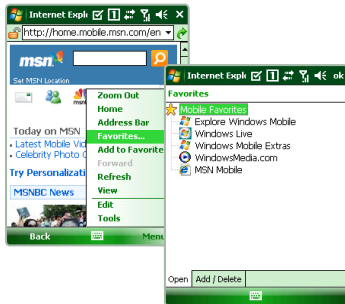 Internet Expl
http://home.mobile.msn.com/en
msn
Set MSN Location
Today on MSN
Latest Mobile Vid
Celebrity Photo G
Try Personalizati
MSNBC News
Zoom Out
Home
Address Bar
Favorites...
Add to Favorite
Forward
Refresh
View
Edit
Tools
Back
Menu
Internet Explo
ok
Favorites
Mobile Favorites
Explore Windows Mobile
Windows Live
Windows Mobile Extras
WindowsMedia.com
MSN Mobile
Open
Add / Delete